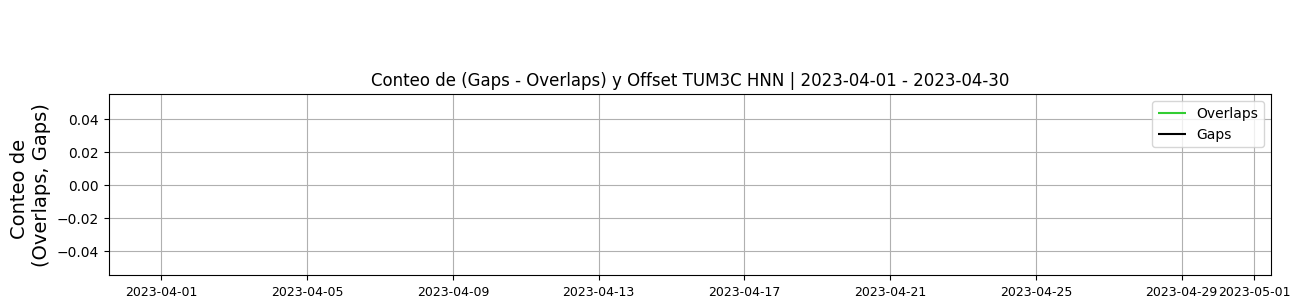 Conteo de (Gaps - Overlaps) y Offset TUM3C HNN | 2023-04-01 - 2023-04-30
Conteo de
(Overlaps, Gaps)
0.04
0.02
0.00
−0.02
−0.04
Overlaps
Gaps
2023-04-01 2023-04-05 2023-04-09 2023-04-13 2023-04-17 2023-04-21 2023-04-25 2023-04-29 2023-05-01